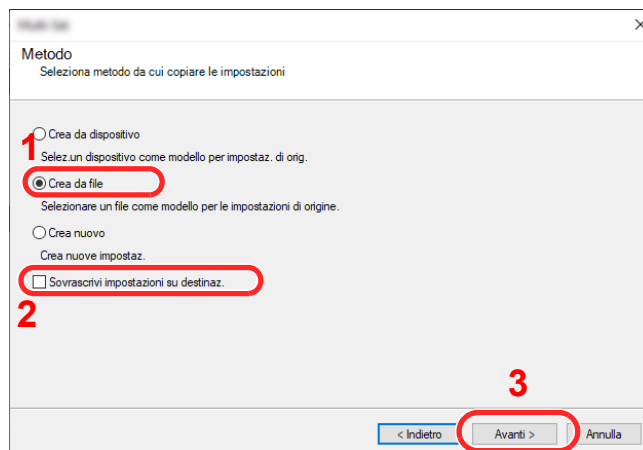 Metodo
Seleziona metodo da cui copiare le impostazioni
1
Crea da dispositivo
Selez.un dispositivo come modello per impostaz. di orig.
Crea da file
Selezionare un file come modello per le impostazioni di origine.
Crea nuovo
Crea nuove impostaz.
Sovrascrivi impostazioni su destinaz.
2
3
< Indietro
Avanti >
Annulla